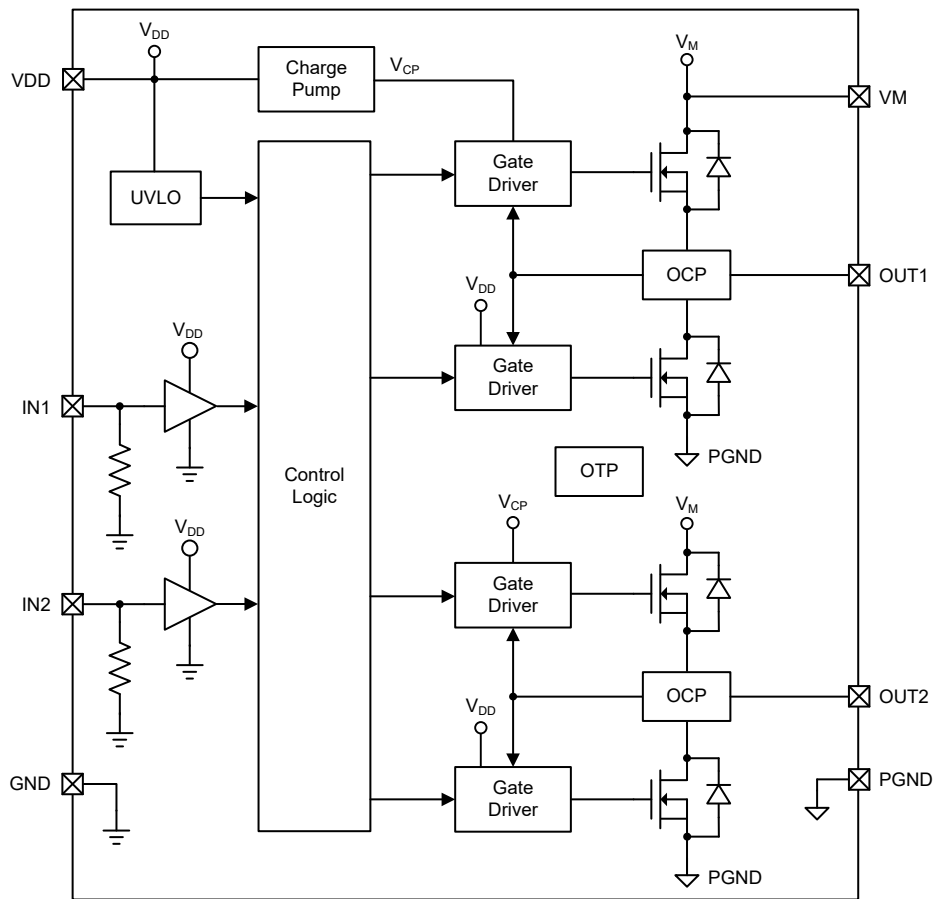 VDD
VM
VDD
Charge
Pump
VCP
VM
UVLO
Gate
Driver
OCP
OUT1
VDD
VDD
Gate
Driver
IN1
PGND
OTP
Control
Logic
VCP
VM
VDD
Gate
Driver
IN2
OCP
OUT2
VDD
GND
Gate
Driver
PGND
PGND